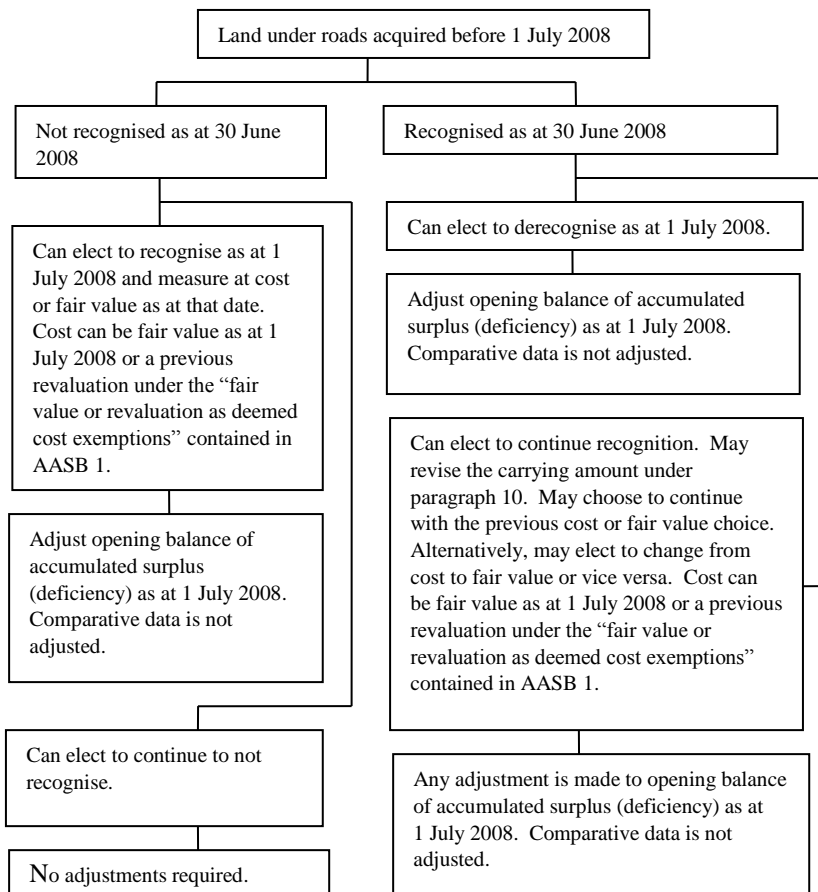 Land under roads acquired before 1 July 2008
Not recognised as at 30 June
2008
Recognised as at 30 June 2008
Can elect to recognise as at 1
July 2008 and measure at cost
or fair value as at that date.
Cost can be fair value as at 1
July 2008 or a previous
revaluation under the “fair
value or revaluation as deemed
cost exemptions” contained in
AASB 1.
Adjust opening balance of
accumulated surplus
(deficiency) as at 1 July 2008.
Comparative data is not
adjusted.
Can elect to continue to not
recognise.
No adjustments required.
Can elect to derecognise as at 1 July 2008.
Adjust opening balance of accumulated
surplus (deficiency) as at 1 July 2008.
Comparative data is not adjusted.
Can elect to continue recognition.  May
revise the carrying amount under
paragraph 10.  May choose to continue
with the previous cost or fair value choice.
Alternatively, may elect to change from
cost to fair value or vice versa.  Cost can
be fair value as at 1 July 2008 or a previous
revaluation under the “fair value or
revaluation as deemed cost exemptions”
contained in AASB 1.
Any adjustment is made to opening balance
of accumulated surplus (deficiency) as at
1 July 2008.  Comparative data is not
adjusted.